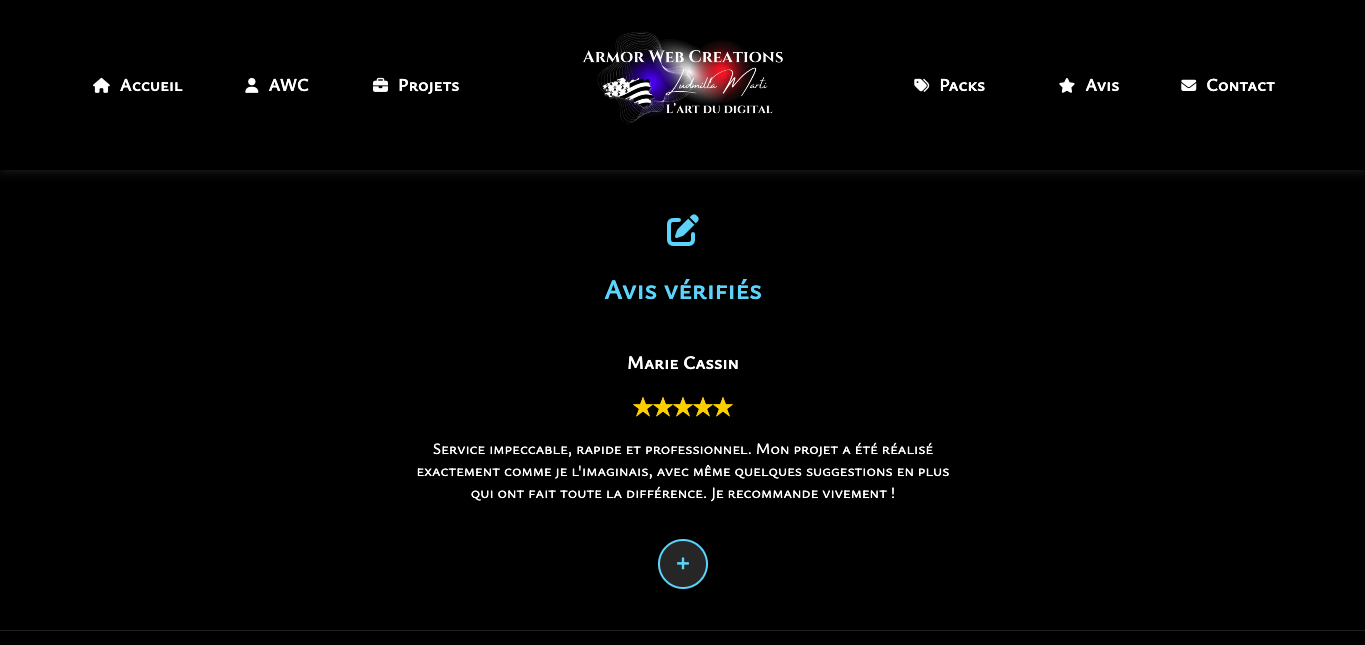 Accueil
AWC
Projets
Armor Web Creations
Ludmilla Marti
L'art du digital
Packs
Avis
Contact
Avis vérifiés
Marie Cassin
★★★★★
Service impeccable, rapide et professionnel. Mon projet a été réalisé
exactement comme je l'imaginais, avec même quelques suggestions en plus
qui ont fait toute la différence. Je recommande vivement !
+